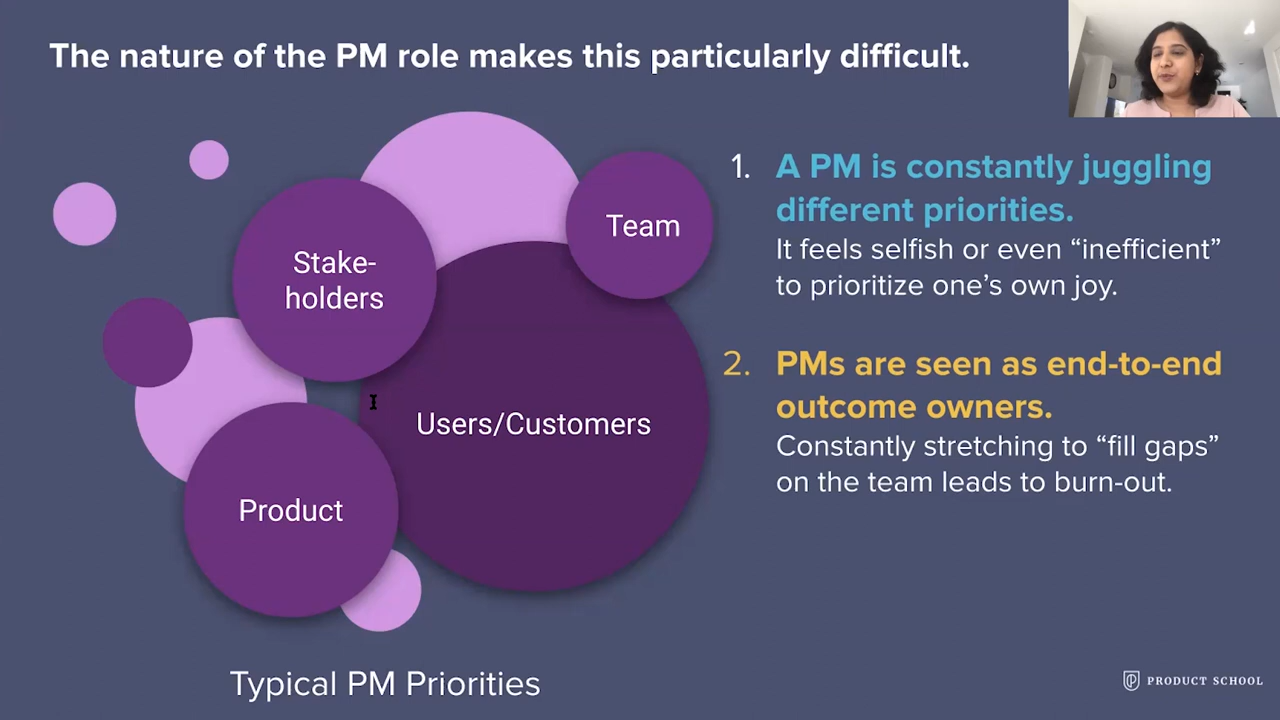 The nature of the PM role makes this particularly difficult.
Stake-
holders
Team
Users/Customers
Product
Typical PM Priorities
1. A PM is constantly juggling
different priorities.
It feels selfish or even “inefficient”
to prioritize one’s own joy.
2. PMs are seen as end-to-end
outcome owners.
Constantly stretching to “fill gaps”
on the team leads to burn-out.
PRODUCT SCHOOL